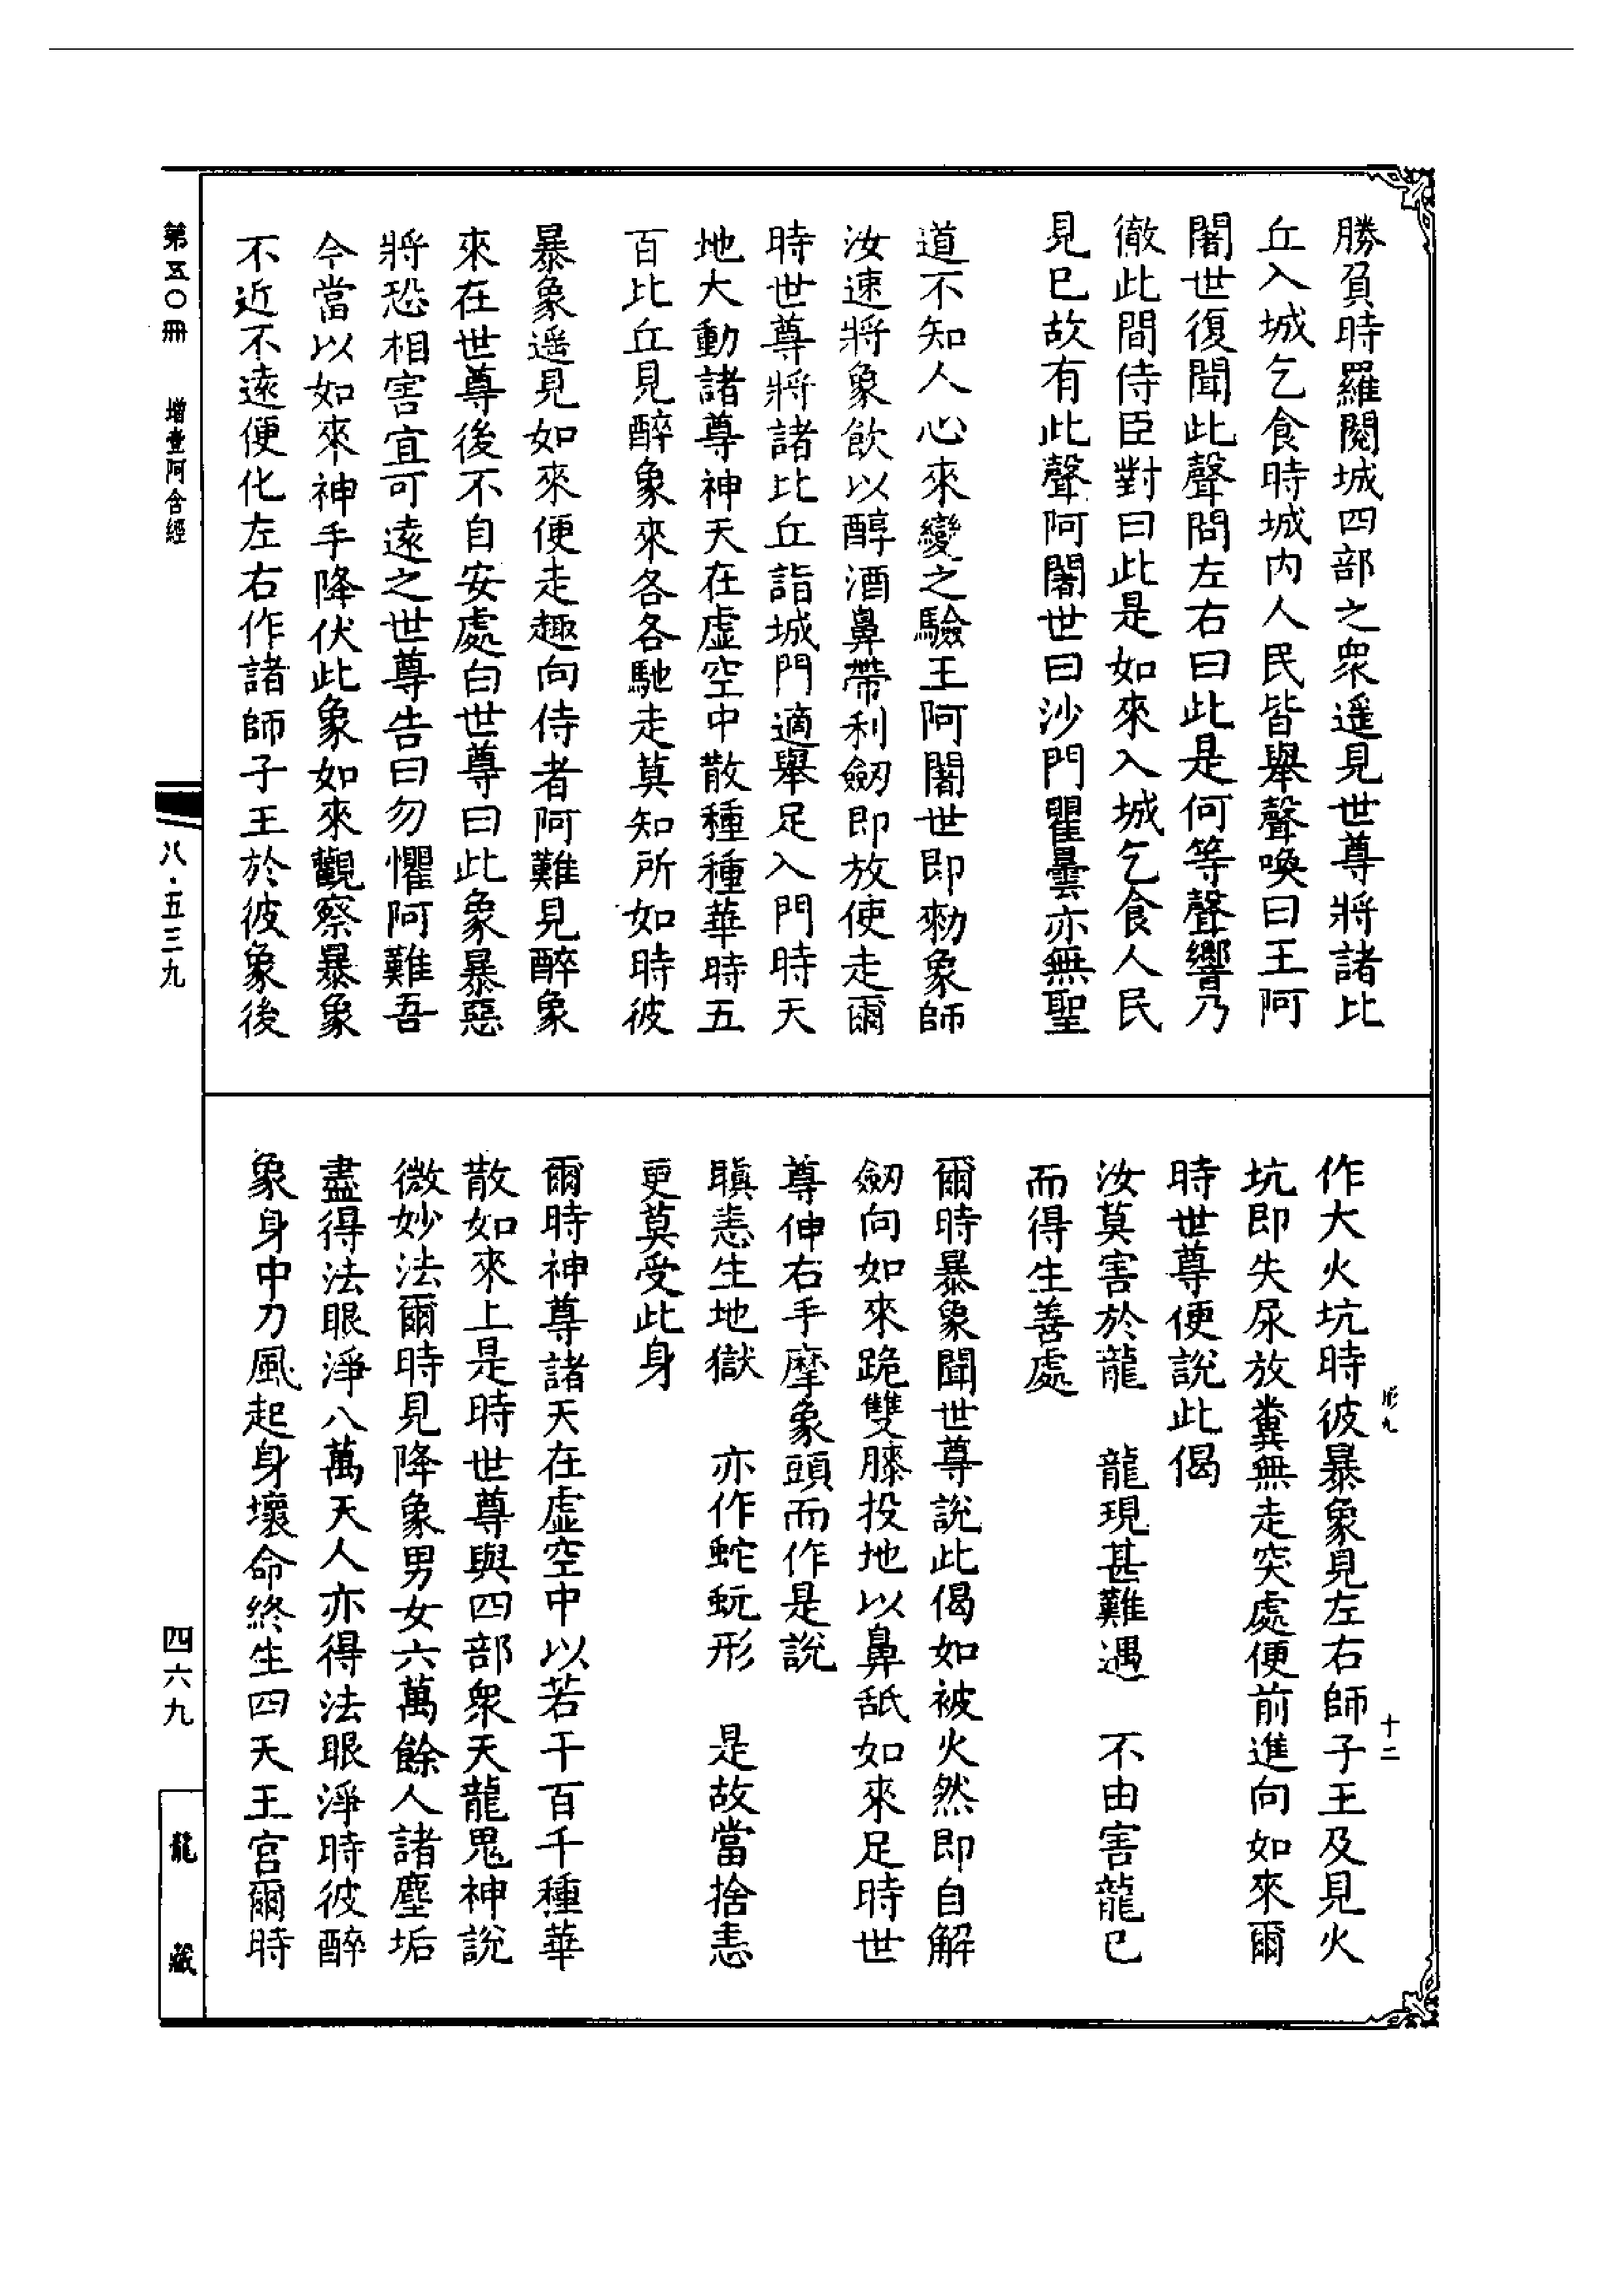 勝負時羅閱城四部之衆遥見世尊將諸比
丘入城乞食時城内人民皆舉聲喚曰王阿
闍世復聞此聲問左右曰此是何等聲響乃
徹此間侍臣對曰此是如來入城乞食人民
見已故有此聲阿闍世曰沙門瞿曇亦無聖
道不知人心來變之驗王阿闍世即勑象師
汝速將象飲以醇酒鼻帶利劒即放使走爾
時世尊將諸比丘詣城門適舉足入門時天
地大動諸尊神天在虚空中散種種華時五
百比丘見醉象來各各馳走莫知所如時彼
暴象遥見如來便走趣向侍者阿難見醉象
來在世尊後不自安處白世尊曰此象暴惡
將恐相害宜可遠之世尊告曰勿懼阿難吾
今當以如來神手降伏此象如來觀察暴象
不近不遠便化左右作諸師子王於彼象後
作大火坑時彼暴象見左右師子王及見火
坑即失尿放糞無走突處便前進向如來爾
時世尊便說此偈
汝莫害於龍　龍現甚難遇　不由害龍已
而得生善處
爾時暴象聞世尊說此偈如被火然即自解
劒向如來跪雙膝投地以鼻舐如來足時世
尊伸右手摩象頭而作是說
瞋恚生地獄　亦作蛇蚖形　是故當捨恚
更莫受此身
爾時神尊諸天在虚空中以若干百千種華
散如來上是時世尊與四部衆天龍鬼神說
微妙法爾時見降象男女六萬餘人諸塵垢
盡得法眼淨八萬天人亦得法眼淨時彼醉
象身中刀風起身壞命終生四天王宫爾時
形九
十二
第五〇冊
增壹阿含經
八·五三九
四六九
龍藏